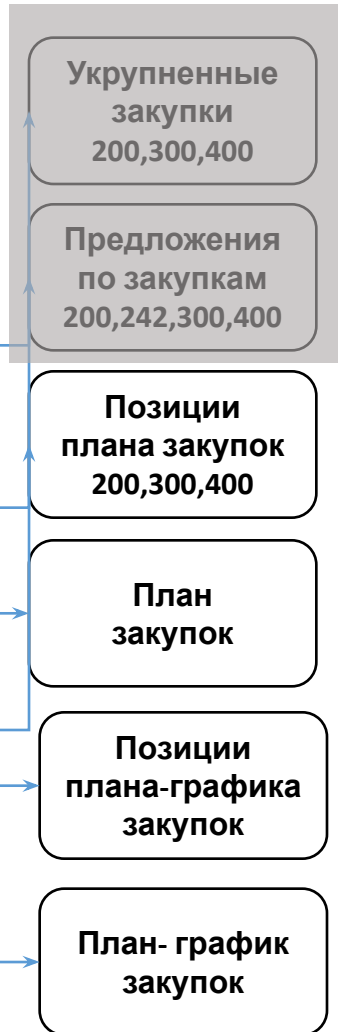 Укрупненные
закупки
200,300,400
Предложения
по закупкам
200,242,300,400
Позиции
плана закупок
200,300,400
План
закупок
Позиции
плана-графика
закупок
План- график
закупок